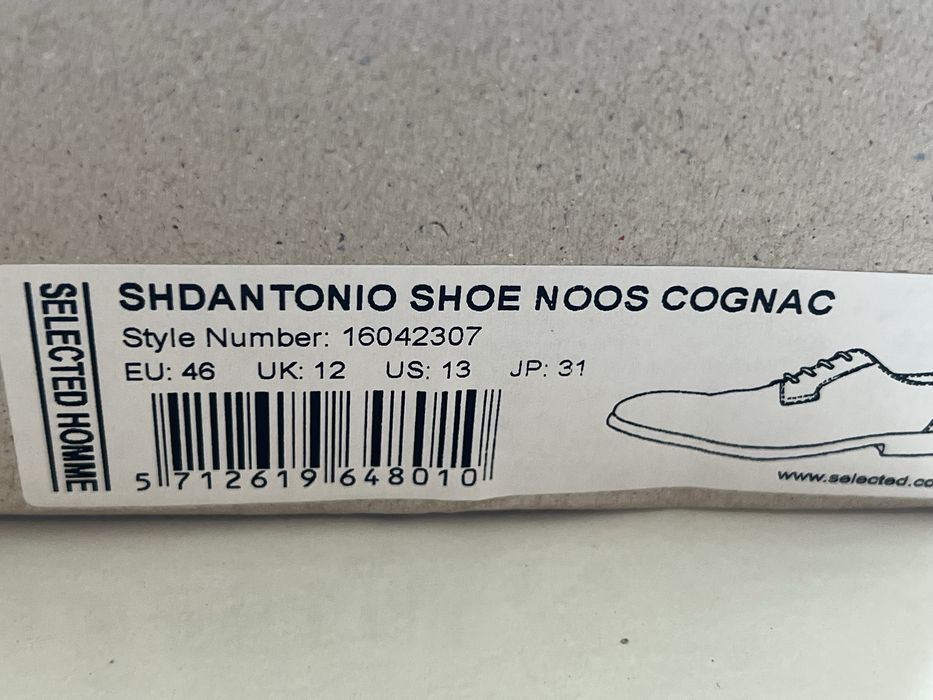 SELECTED HOMME
SHDANTONIO SHOE NOOS COGNAC
Style Number: 16042307
EU: 46 UK: 12 US: 13 JP: 31
5 712619 648010
www.selected.co